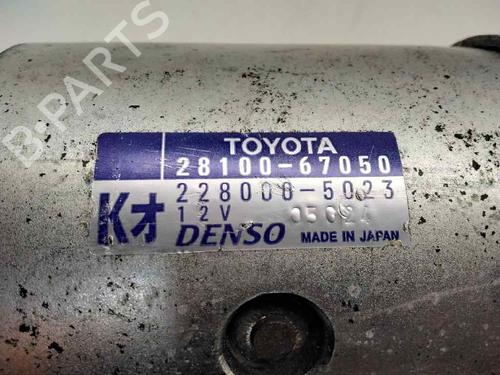 B-PARTS
TOYOTA
28100-67050
228000-5023
Kオ
12V
DENSO
MADE IN JAPAN